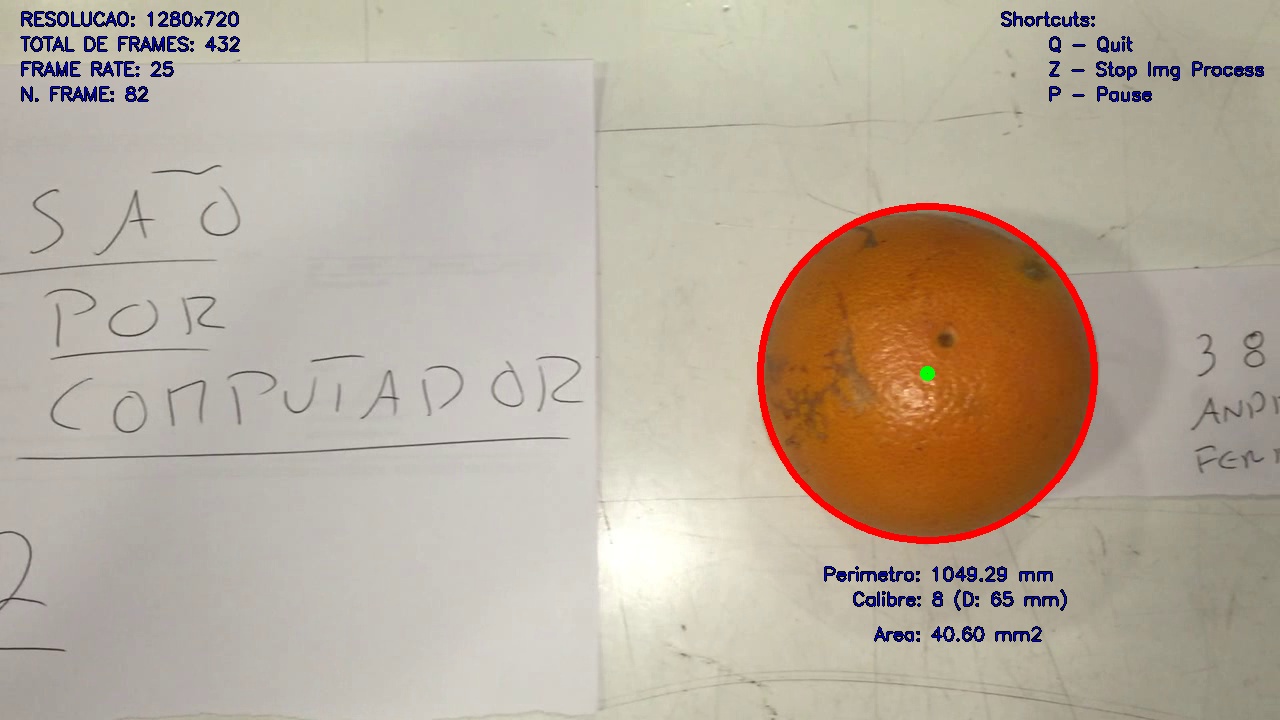 RESOLUCAO: 1280x720
TOTAL DE FRAMES: 432
FRAME RATE: 25
N. FRAME: 82
Shortcuts:
Q - Quit
Z - Stop Img Process
P - Pause
SÃO
POR
COMPUTADOR
2
38
Perimetro: 1049.29 mm
Calibre: 8 (D: 65 mm)
Area: 40.60 mm2